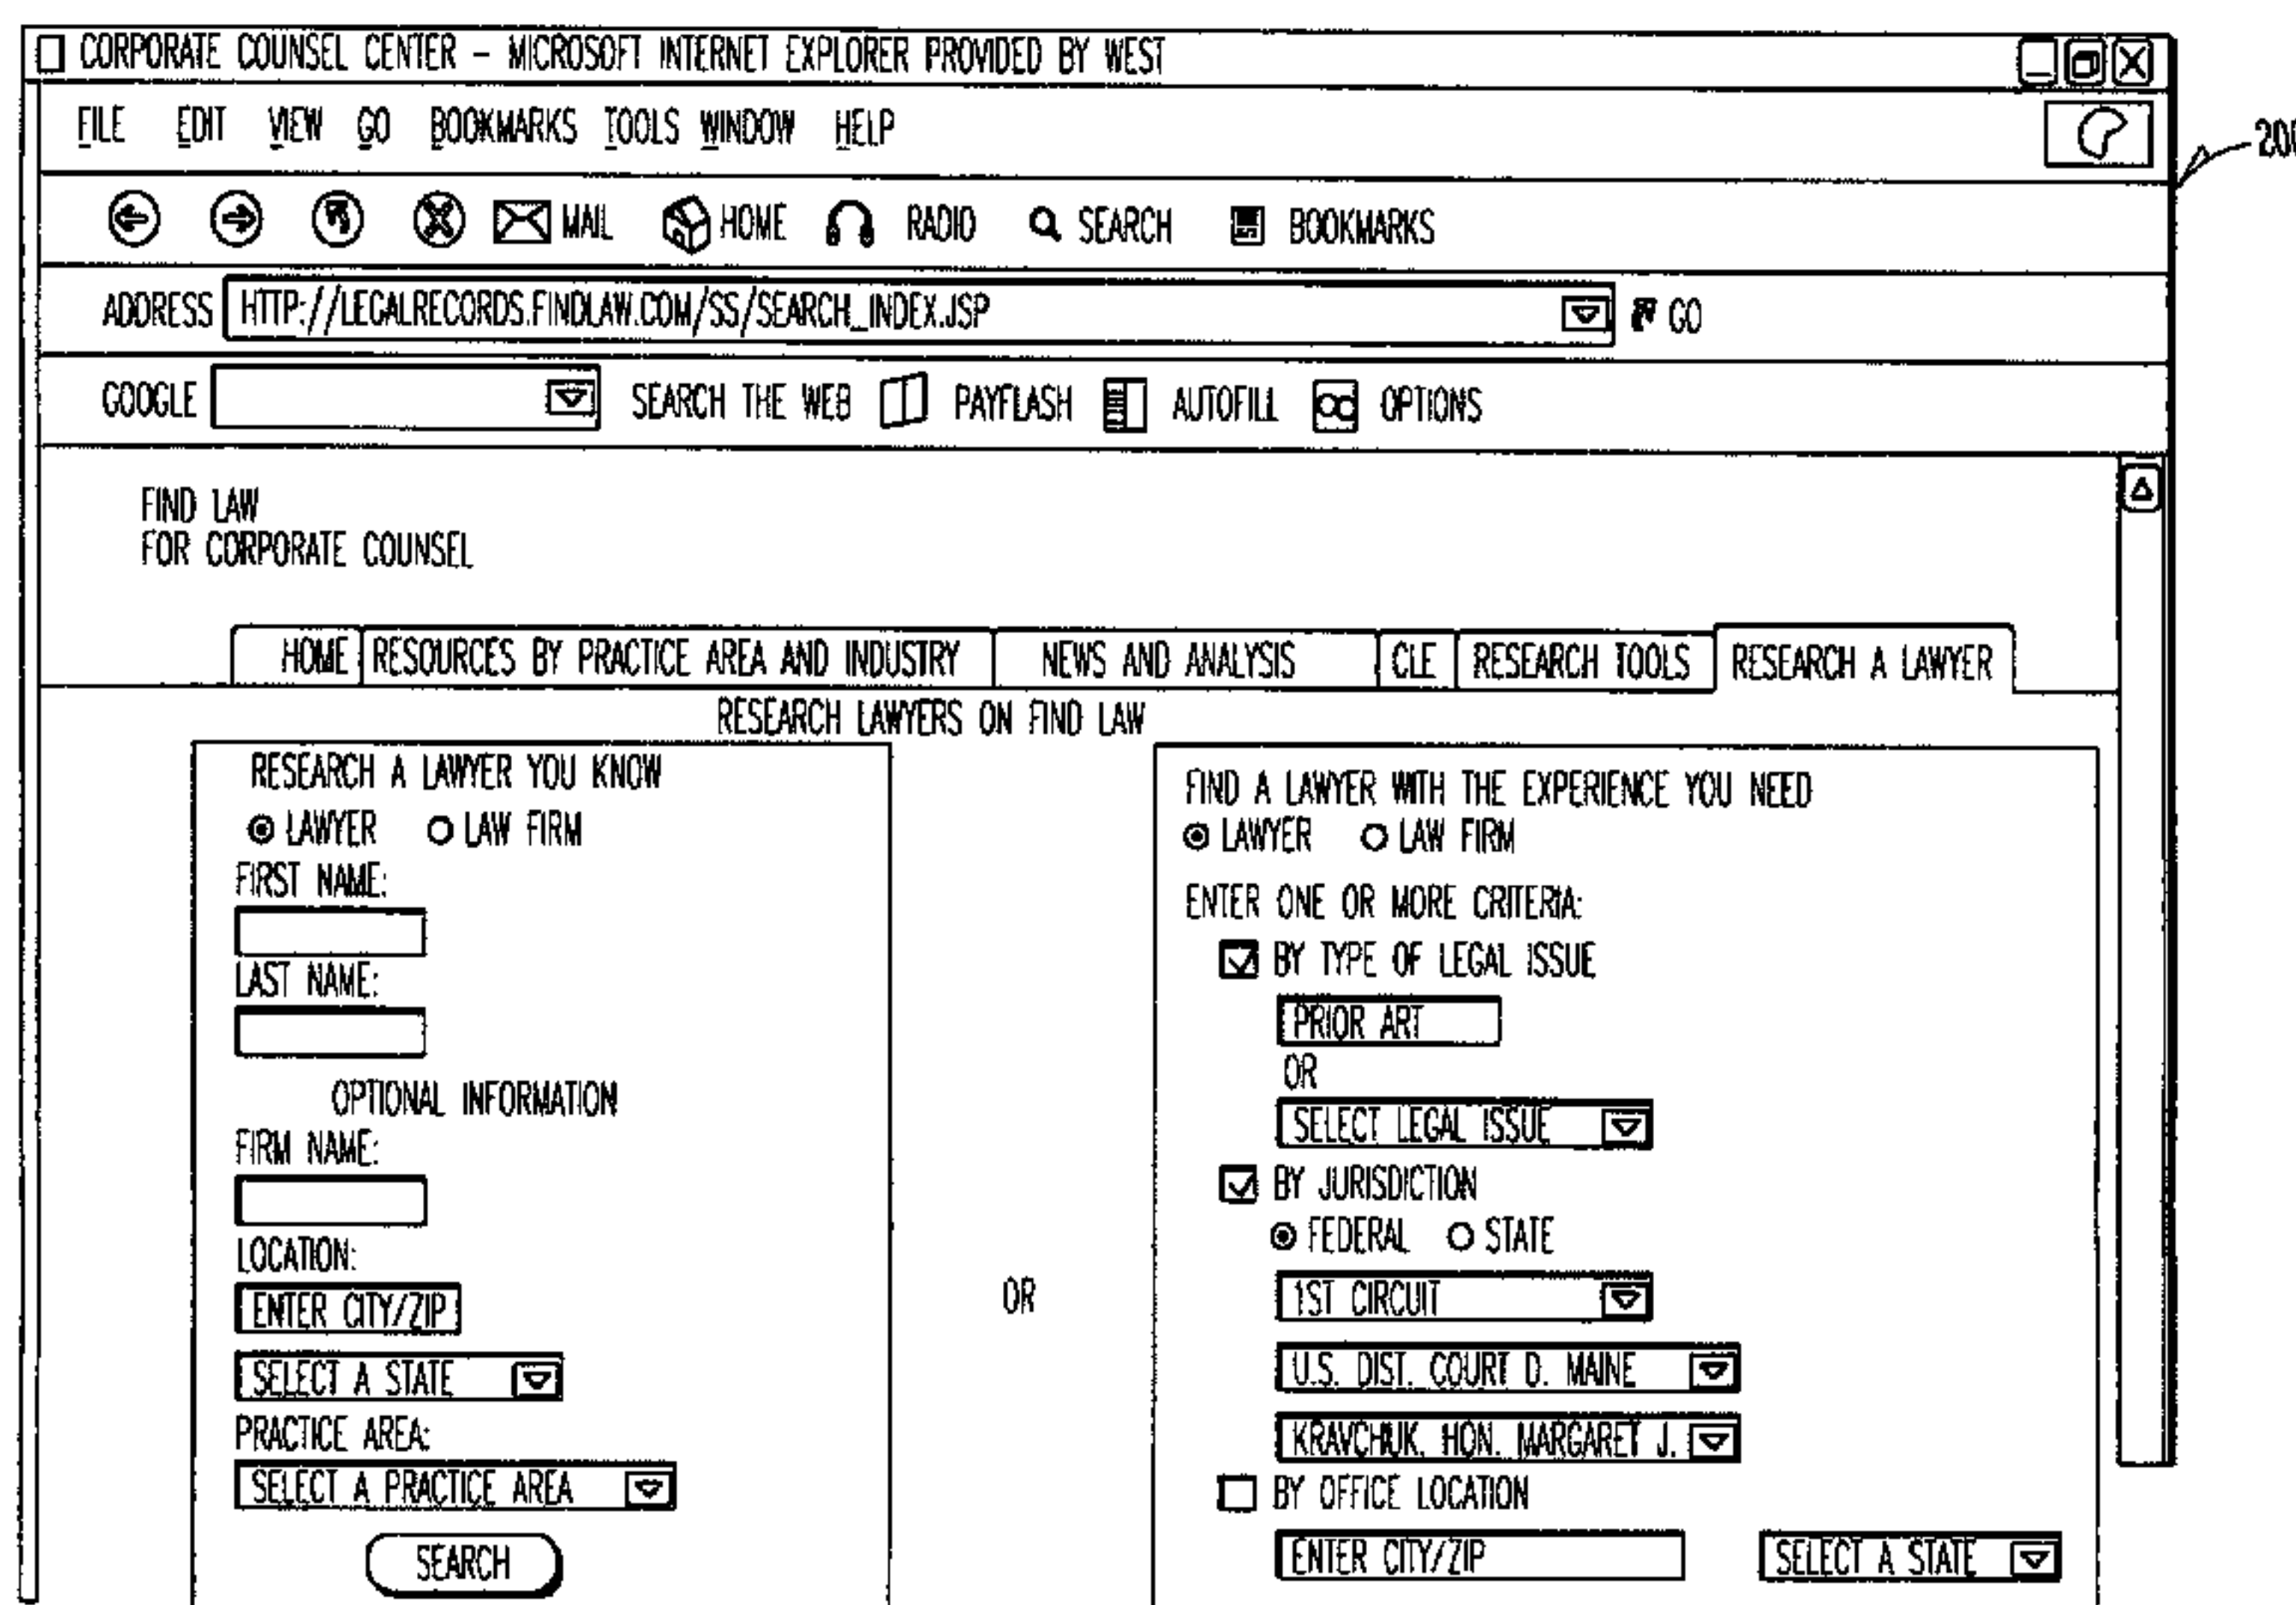 CORPORATE COUNSEL CENTER – MICROSOFT INTERNET EXPLORER PROVIDED BY WEST
FILE EDIT VIEW GO BOOKMARKS TOOLS WINDOW HELP
MAIL HOME RADIO SEARCH BOOKMARKS
ADDRESS HTTP://LEGALRECORDS.FINDLAW.COM/SS/SEARCH_INDEX.JSP GO
GOOGLE SEARCH THE WEB PAYFLASH AUTOFILL OPTIONS
FIND LAW
FOR CORPORATE COUNSEL
HOME RESOURCES BY PRACTICE AREA AND INDUSTRY NEWS AND ANALYSIS CLE RESEARCH TOOLS RESEARCH A LAWYER
RESEARCH LAWYERS ON FIND LAW
RESEARCH A LAWYER YOU KNOW
LAWYER LAW FIRM
FIRST NAME:
LAST NAME:
OPTIONAL INFORMATION
FIRM NAME:
LOCATION:
ENTER CITY/ZIP
SELECT A STATE
PRACTICE AREA:
SELECT A PRACTICE AREA
SEARCH
OR
FIND A LAWYER WITH THE EXPERIENCE YOU NEED
LAWYER LAW FIRM
ENTER ONE OR MORE CRITERIA:
BY TYPE OF LEGAL ISSUE
PRIOR ART
OR
SELECT LEGAL ISSUE
BY JURISDICTION
FEDERAL STATE
1ST CIRCUIT
U.S. DIST. COURT D. MAINE
KRAVCHUK, HON. MARGARET J.
BY OFFICE LOCATION
ENTER CITY/ZIP SELECT A STATE